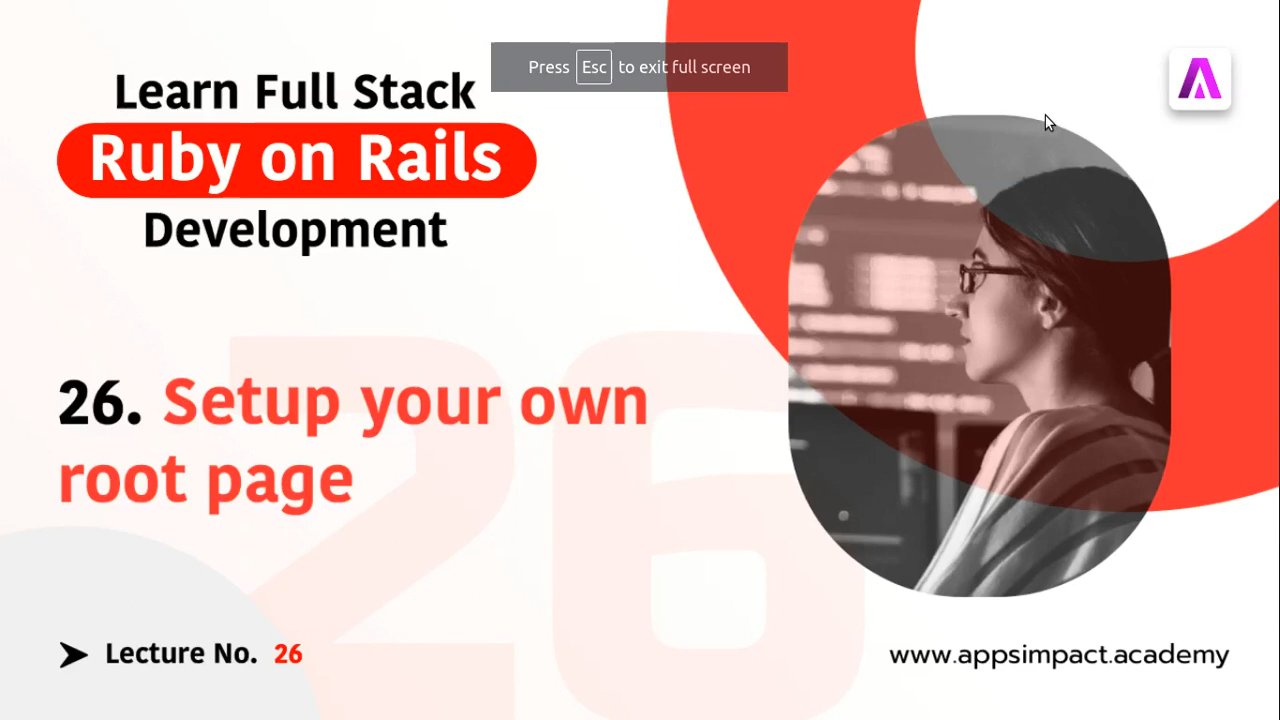 Press Esc to exit full screen
Learn Full Stack
Ruby on Rails
Development
26. Setup your own
root page
26
Lecture No. 26
www.appsimpact.academy